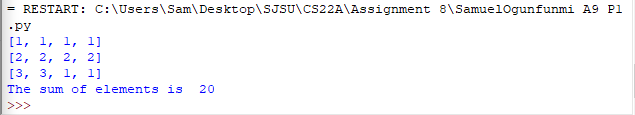 = RESTART: C:\Users\Sam\Desktop\SJSU\CS22A\Assignment 8\SamuelOgunfunmi A9 P1
.py
[1, 1, 1, 1]
[2, 2, 2, 2]
[3, 3, 1, 1]
The sum of elements is  20
>>>